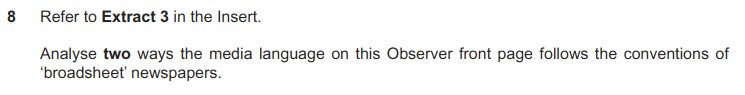 8 Refer to Extract 3 in the Insert.
Analyse two ways the media language on this Observer front page follows the conventions of
‘broadsheet’ newspapers.